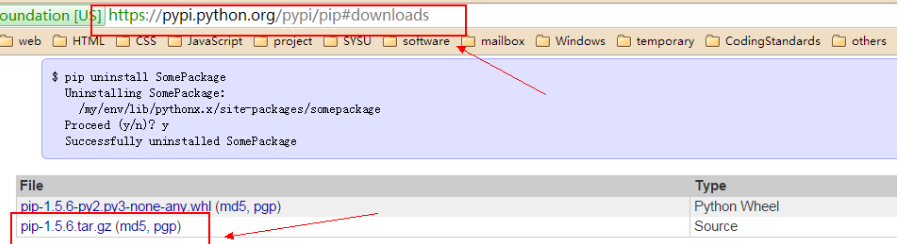 oundation [US] https://pypi.python.org/pypi/pip#downloads
web HTML CSS JavaScript project SYSU software mailbox Windows temporary CodingStandards others
$ pip uninstall SomePackage
Uninstalling SomePackage:
/my/env/lib/pythonx.x/site-packages/somepackage
Proceed (y/n)? y
Successfully uninstalled SomePackage
File Type
pip-1.5.6-py2.py3-none-any.whl (md5, pgp) Python Wheel
pip-1.5.6.tar.gz (md5, pgp) Source